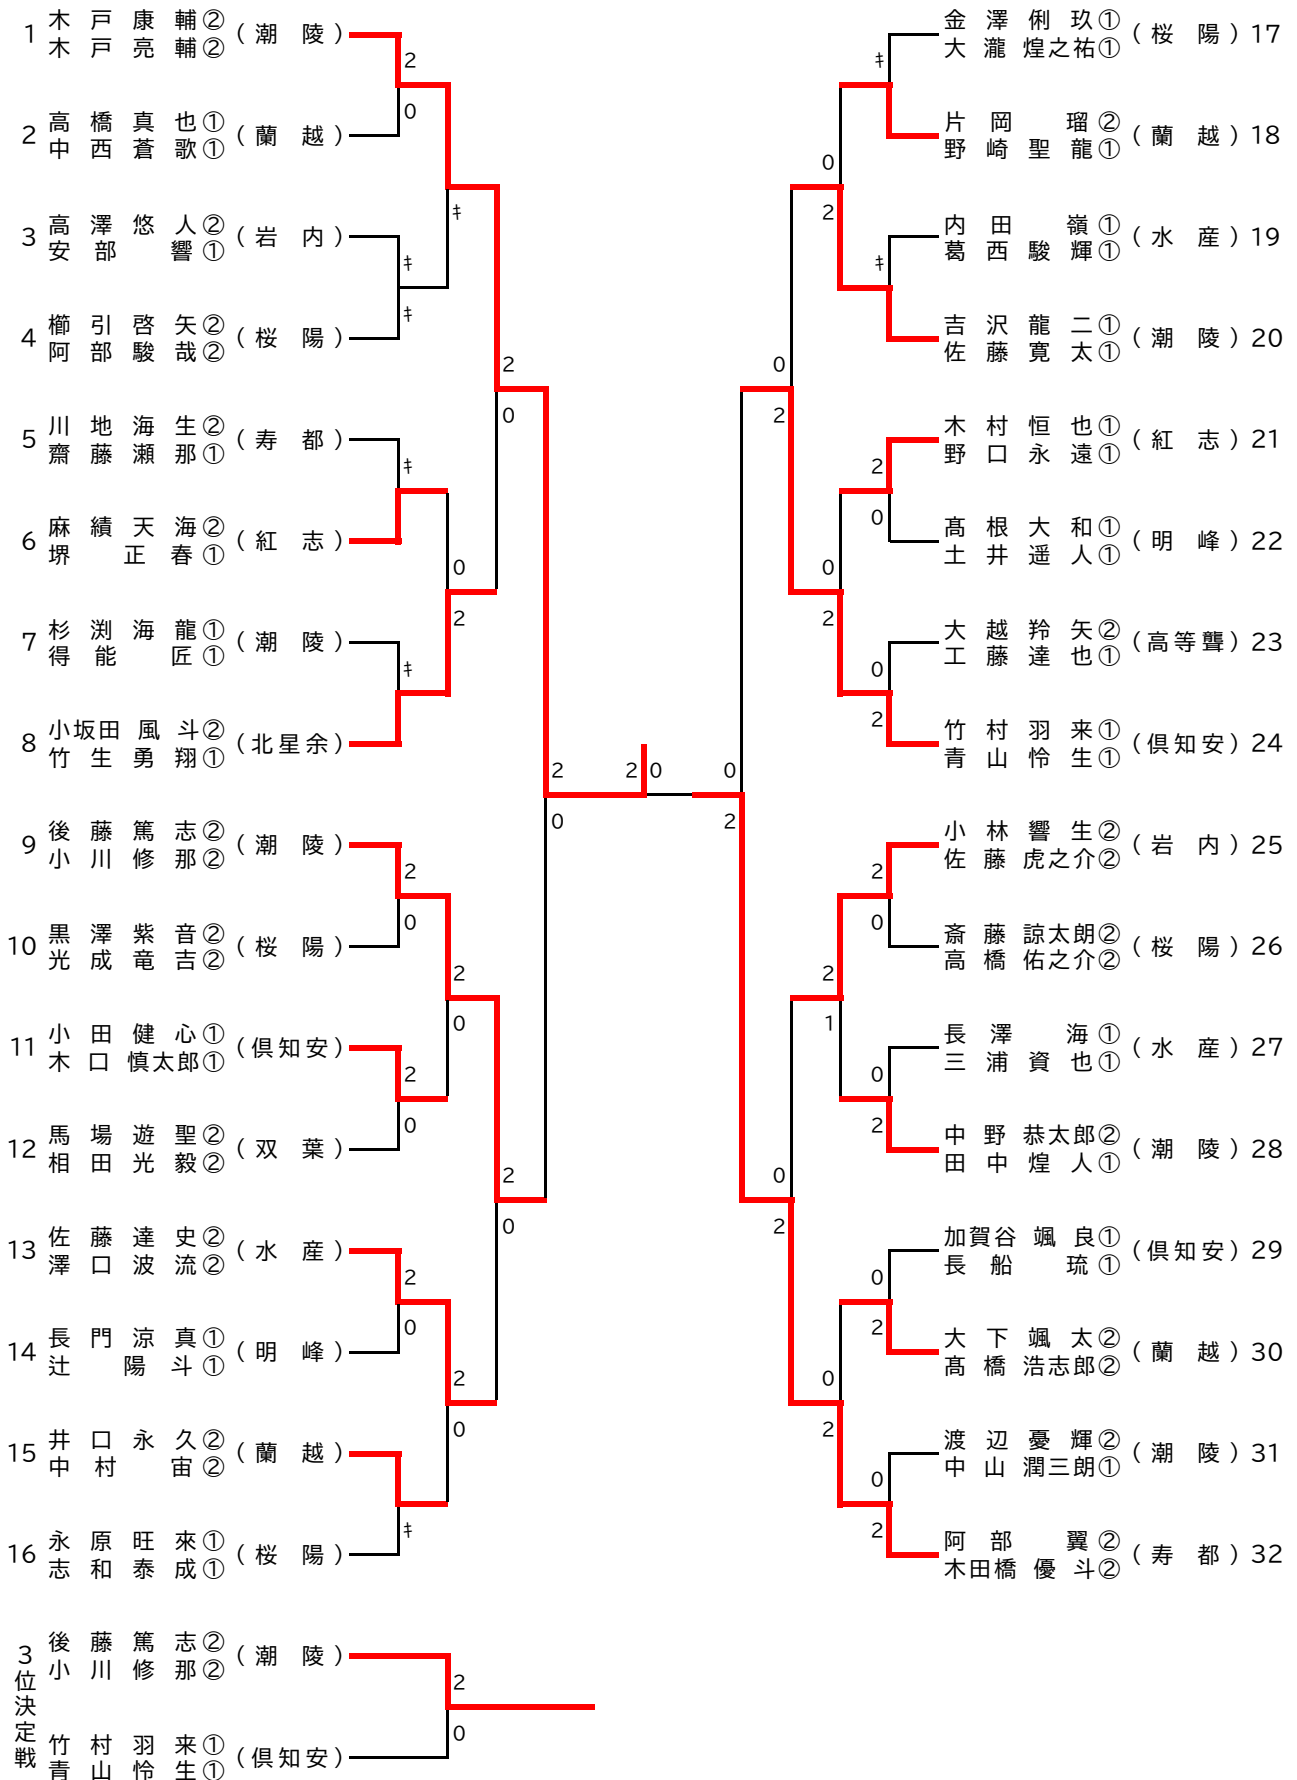 1 木戸康輔② (潮陵)
木戸亮輔②
2
0
2 高橋真也① (蘭越)
中西蒼歌①
ｷ
3 高澤悠人② (岩内)
安部響①
ｷ
ｷ
4 櫛引啓矢② (桜陽)
阿部駿哉②
2
0
5 川地海生② (寿都)
齋藤瀬那①
ｷ
6 麻績天海② (紅志)
堺正春①
0
2
7 杉渕海龍① (潮陵)
得能匠①
ｷ
8 小坂田風斗② (北星余)
竹生勇翔①
2
0
9 後藤篤志② (潮陵)
小川修那②
2
0
10 黒澤紫音② (桜陽)
光成竜吉②
2
0
11 小田健心① (倶知安)
木口慎太郎①
2
0
12 馬場遊聖② (双葉)
相田光毅②
2
0
13 佐藤達史② (水産)
澤口波流②
2
0
14 長門涼真① (明峰)
辻陽斗①
2
0
15 井口永久② (蘭越)
中村宙②
ｷ
16 永原旺來① (桜陽)
志和泰成①
2 0
金澤俐玖① (桜陽) 17
大瀧煌之祐①
ｷ
片岡瑠② (蘭越) 18
野崎聖龍①
0
2
内田嶺① (水産) 19
葛西駿輝①
ｷ
吉沢龍二① (潮陵) 20
佐藤寛太①
0
2
木村恒也① (紅志) 21
野口永遠①
2
0
髙根大和① (明峰) 22
土井遥人①
0
2
大越羚矢② (高等聾) 23
工藤達也①
0
2
竹村羽来① (倶知安) 24
青山怜生①
0
2
小林響生② (岩内) 25
佐藤虎之介②
2
0
斎藤諒太朗② (桜陽) 26
高橋佑之介②
2
1
長澤海① (水産) 27
三浦資也①
0
2
中野恭太郎② (潮陵) 28
田中煌人①
0
2
加賀谷颯良① (倶知安) 29
長船琉①
0
2
大下颯太② (蘭越) 30
髙橋浩志郎②
0
2
渡辺憂輝② (潮陵) 31
中山潤三朗①
0
2
阿部翼② (寿都) 32
木田橋優斗②
3位決定戦
後藤篤志② (潮陵)
小川修那②
2
0
竹村羽来① (倶知安)
青山怜生①